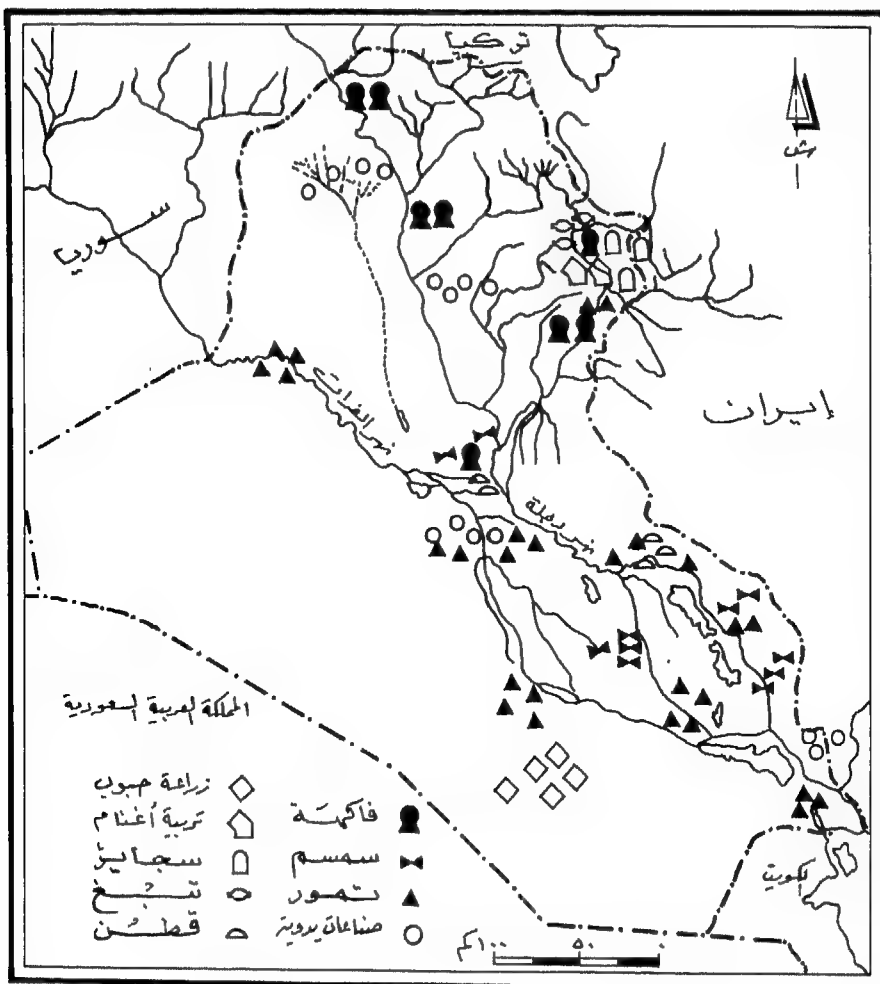 تركيا
ش
سوريا
إيران
نهر الفرات
نهر دجلة
المملكة العربية السعودية
الكويت
زراعة حبوب
تربية أغنام
سجاير
تبغ
قطن
فاكهة
سمسم
تمور
صناعات يدوية
٠ ٥٠ ١٠٠كم